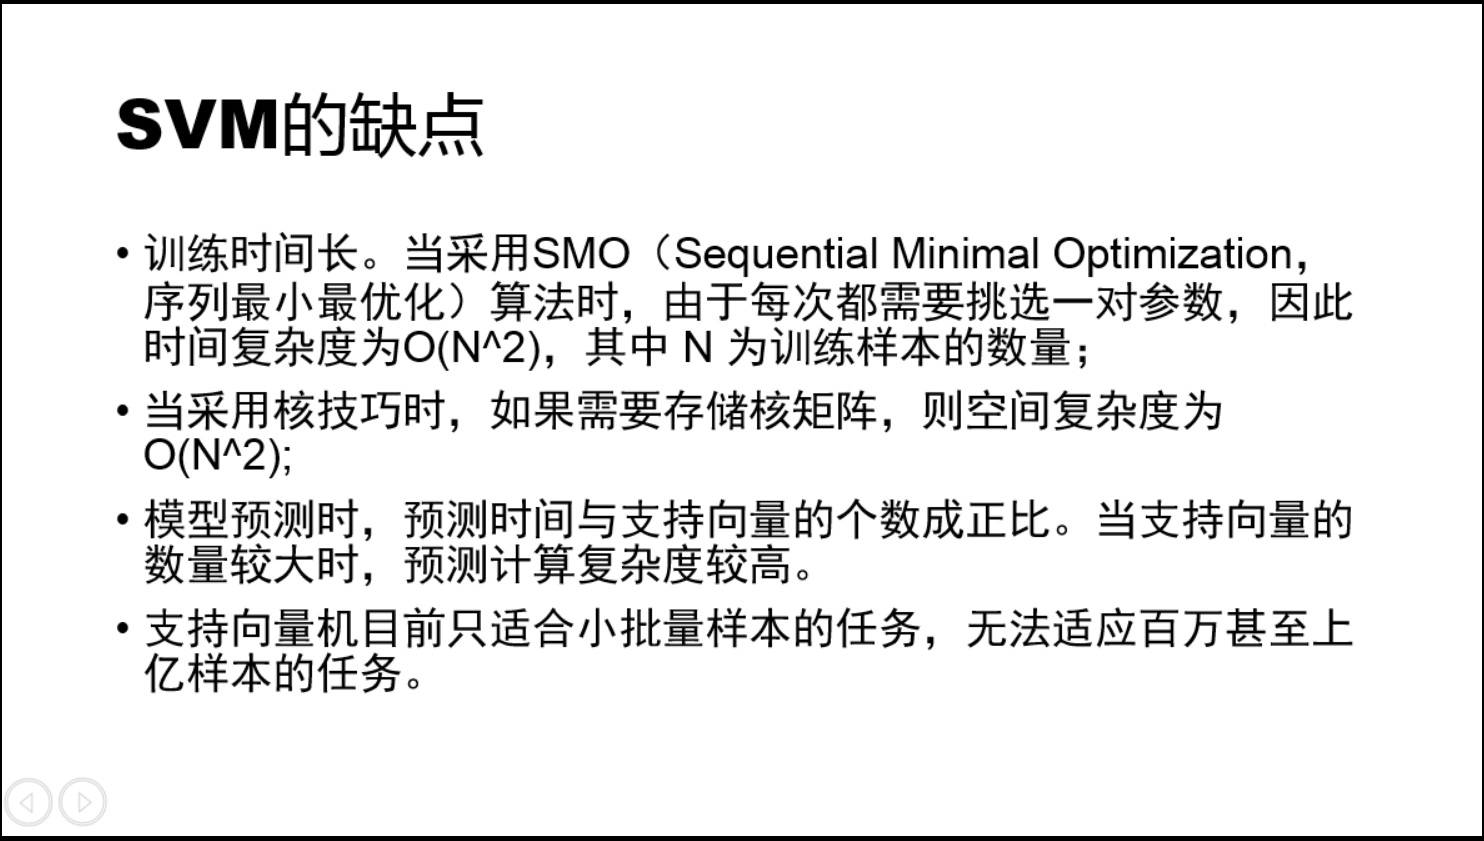 SVM的缺点
• 训练时间长。当采用SMO（Sequential Minimal Optimization，
序列最小最优化）算法时，由于每次都需要挑选一对参数，因此
时间复杂度为O(N^2)，其中 N 为训练样本的数量；
• 当采用核技巧时，如果需要存储核矩阵，则空间复杂度为
O(N^2);
• 模型预测时，预测时间与支持向量的个数成正比。当支持向量的
数量较大时，预测计算复杂度较高。
• 支持向量机目前只适合小批量样本的任务，无法适应百万甚至上
亿样本的任务。